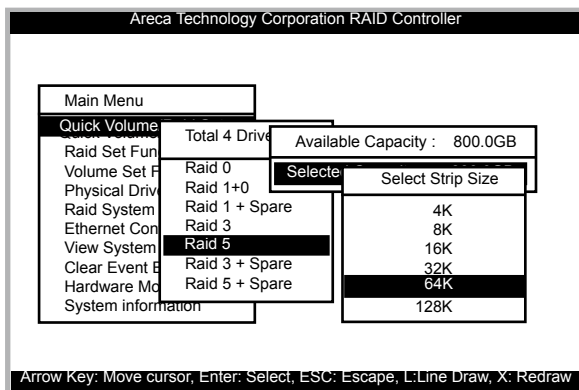 Areca Technology Corporation RAID Controller
Main Menu
Quick Volume
Raid Set Fun
Volume Set F
Physical Driv
Raid System
Ethernet Con
View System
Clear Event
Hardware Mo
System information
Total 4 Drive
Raid 0
Raid 1+0
Raid 1 + Spare
Raid 3
Raid 5
Raid 3 + Spare
Raid 5 + Spare
Available Capacity : 800.0GB
Selecte
Select Strip Size
4K
8K
16K
32K
64K
128K
Arrow Key: Move cursor, Enter: Select, ESC: Escape, L:Line Draw, X: Redraw